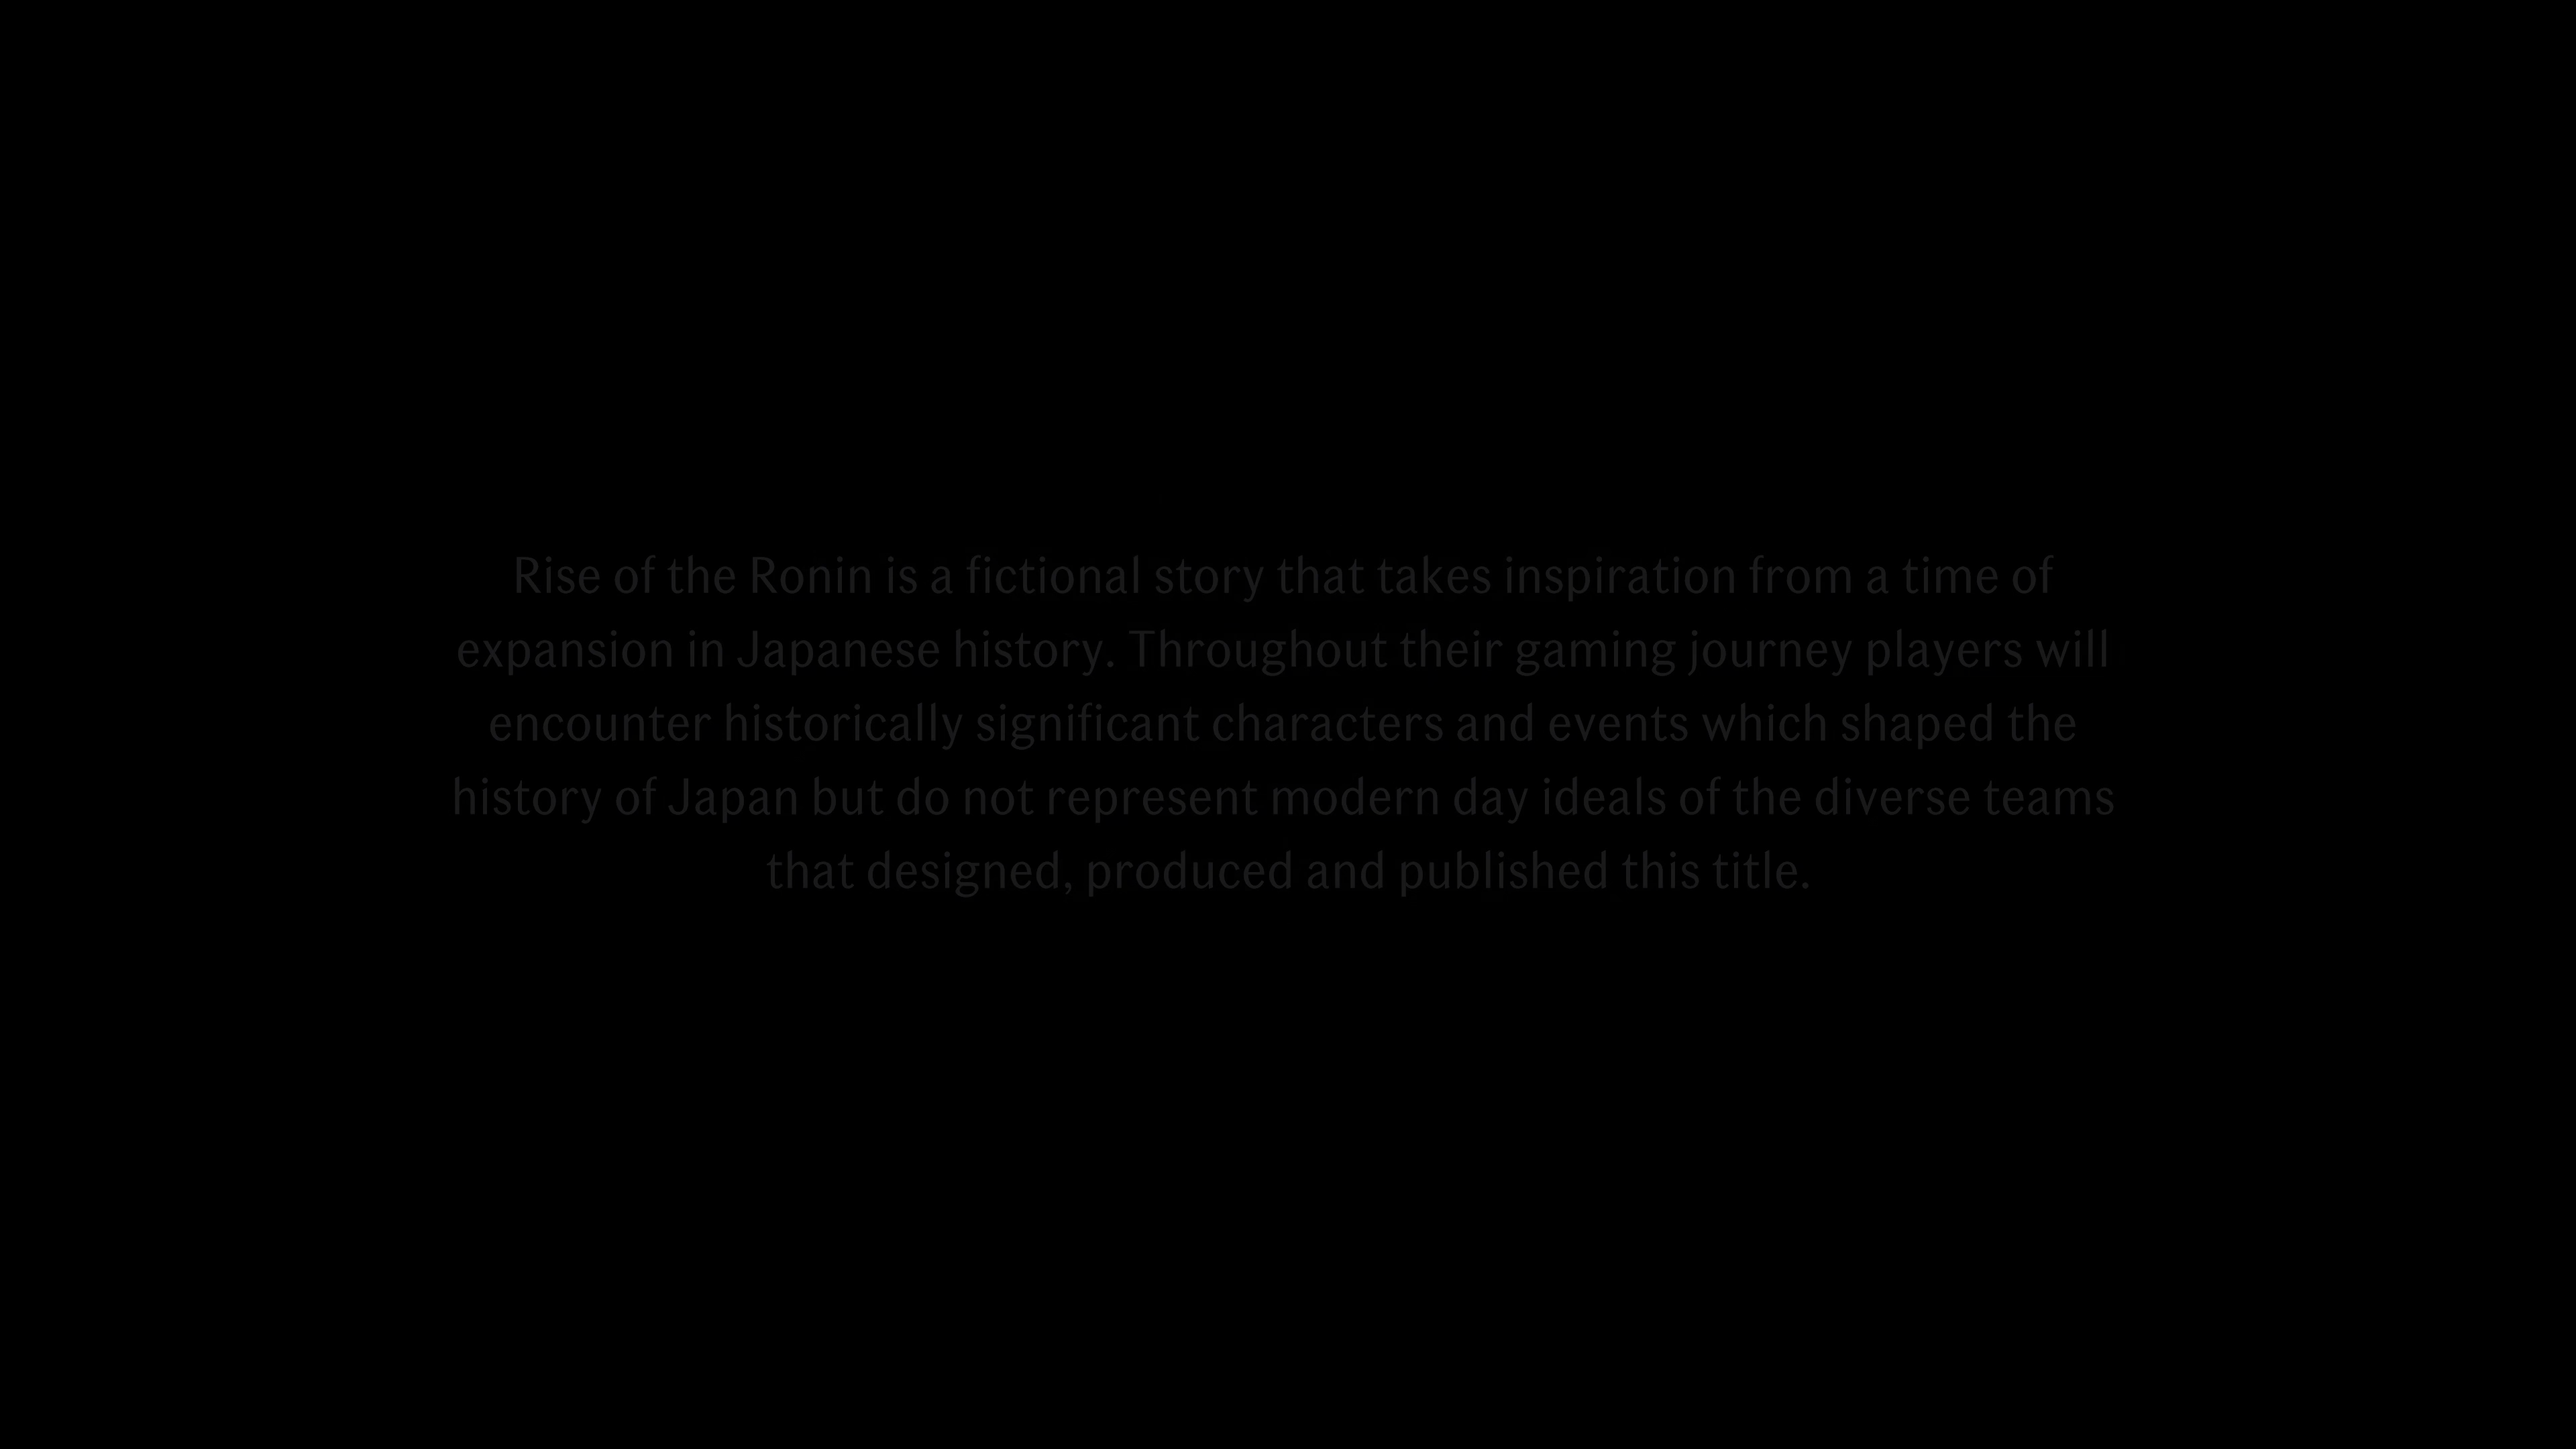 Rise of the Ronin is a fictional story that takes inspiration from a time of
expansion in Japanese history. Throughout their gaming journey players will
encounter historically significant characters and events which shaped the
history of Japan but do not represent modern day ideals of the diverse teams
that designed, produced and published this title.